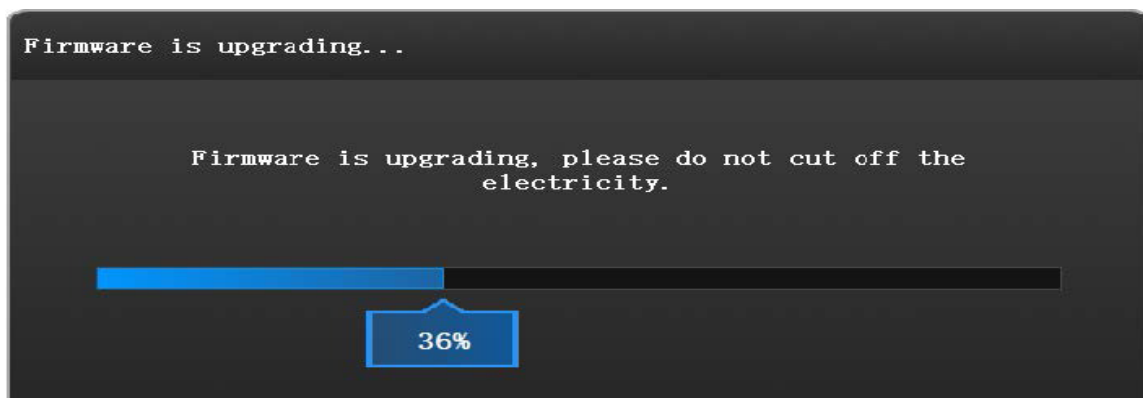 Firmware is upgrading...
Firmware is upgrading, please do not cut off the
electricity.
36%